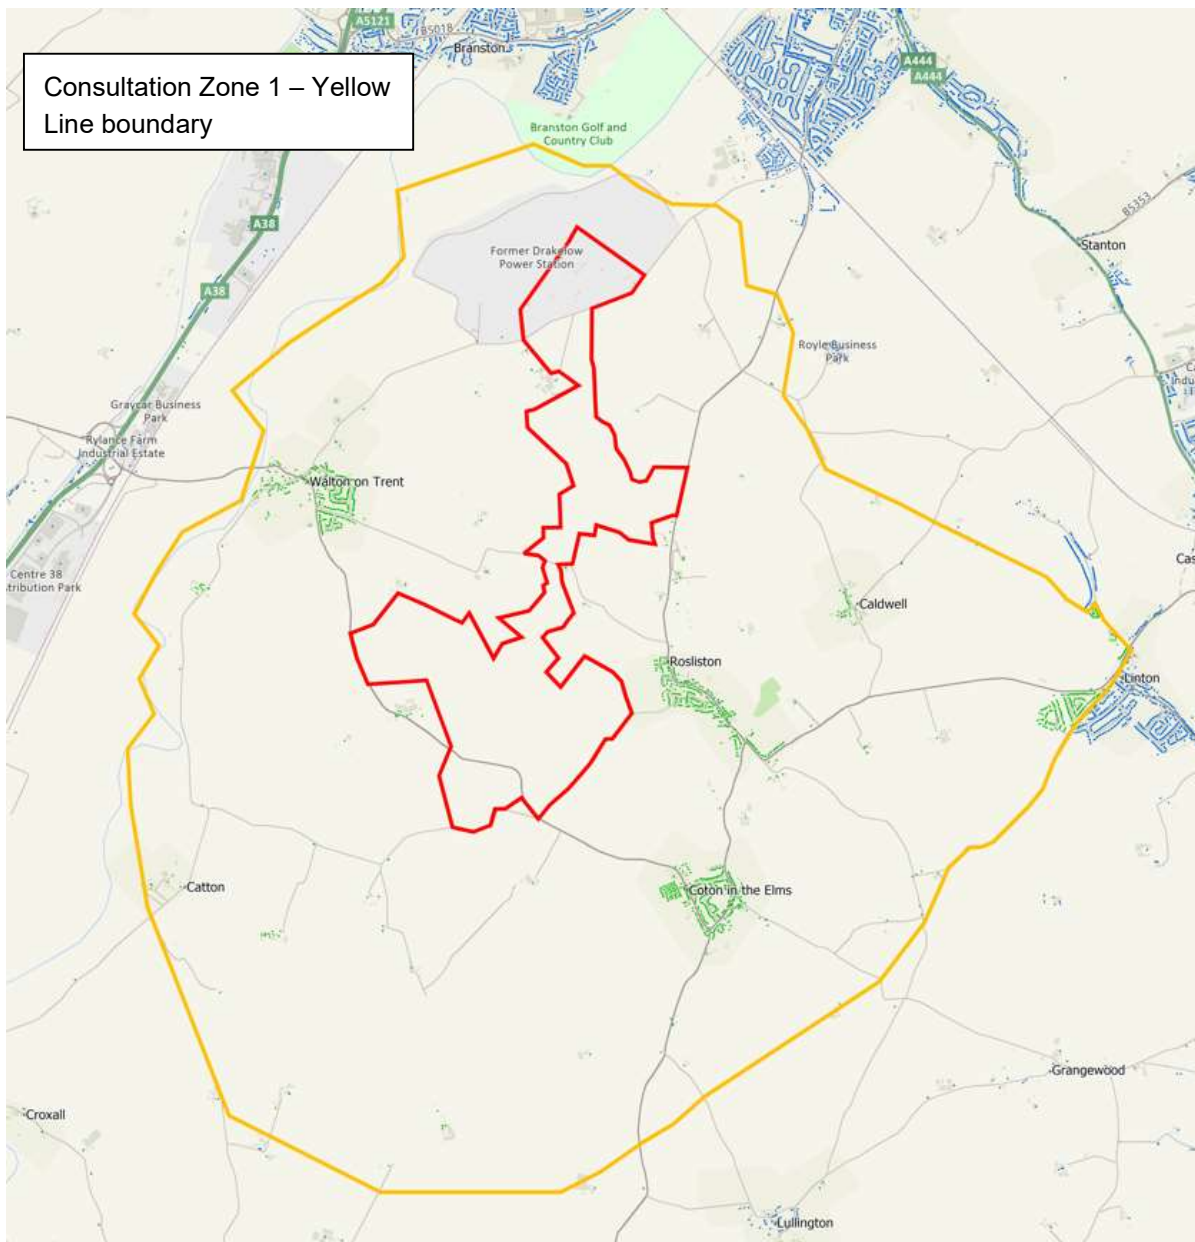 A5121
B5018
Branston
A444
A444
Consultation Zone 1 – Yellow
Line boundary
Branston Golf and
Country Club
B5353
A38
Stanton
Former Drakelow
Power Station
A38
Royle Business
Park
Graycar Business
Park
Rylance Farm
Industrial Estate
Walton on Trent
Centre 38
Caldwell
Rosliston
Linton
Catton
Coton in the Elms
Grangewood
Croxall
Lullington